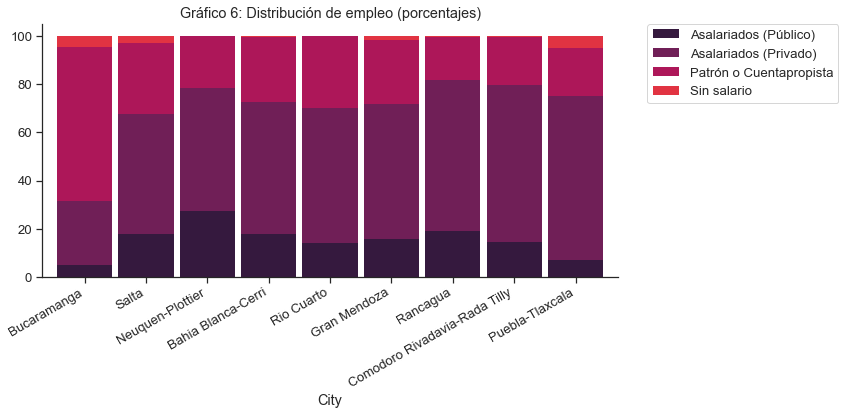 Gráfico 6: Distribución de empleo (porcentajes)
100
80
60
40
20
0
Asalariados (Público)
Asalariados (Privado)
Patrón o Cuentapropista
Sin salario
Bucaramanga
Salta
Neuquen-Plottier
Bahia Blanca-Cerri
Rio Cuarto
Gran Mendoza
Rancagua
Comodoro Rivadavia-Rada Tilly
Puebla-Tlaxcala
City